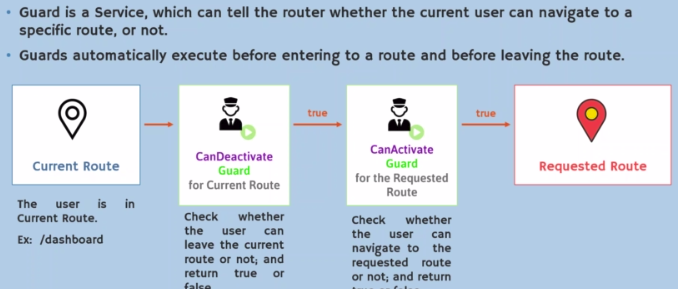 • Guard is a Service, which can tell the router whether the current user can navigate to a
specific route, or not.
• Guards automatically execute before entering to a route and before leaving the route.
true
true
Current Route
CanDeactivate
Guard
for Current Route
CanActivate
Guard
for the Requested
Route
Requested Route
The user is in
Current Route.
Ex: /dashboard
Check whether
the user can
leave the current
route or not; and
return true or
false
Check whether
the user can
navigate to the
requested route
or not; and return
true or false